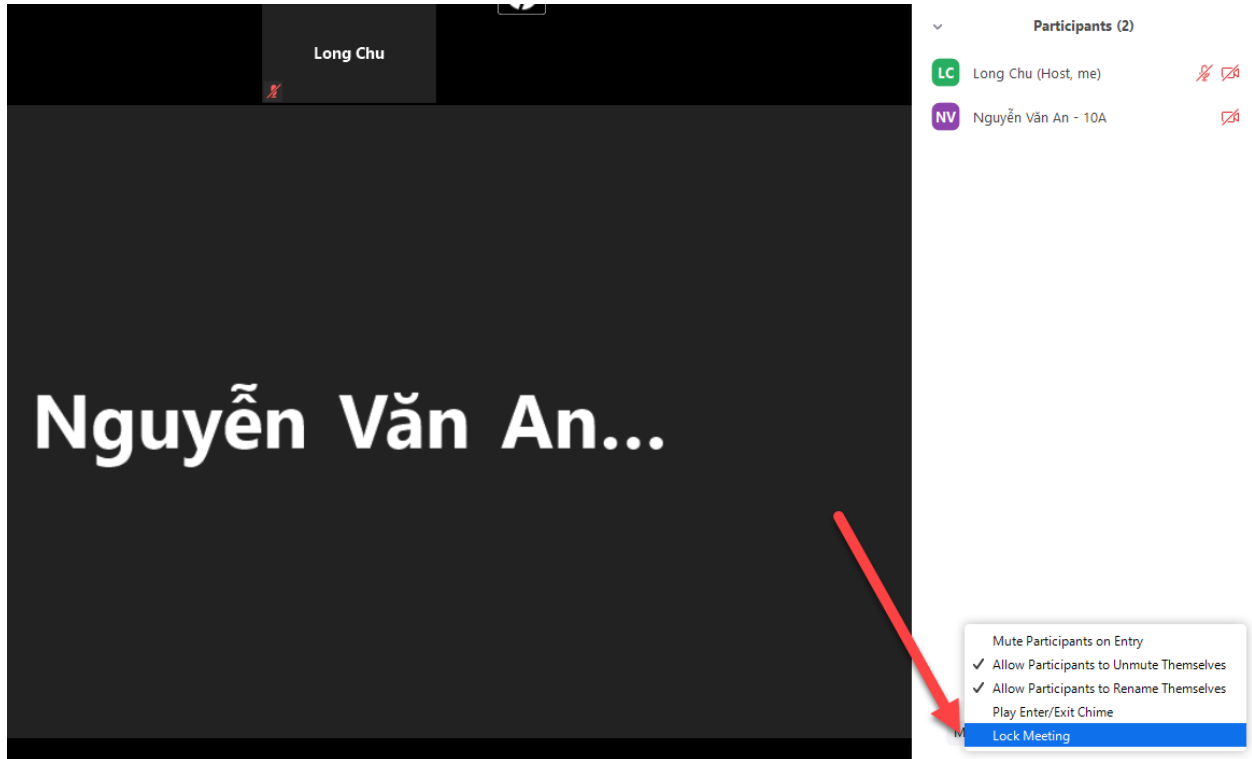 Long Chu
Nguyễn Văn An...
Participants (2)
LC Long Chu (Host, me)
NV Nguyễn Văn An - 10A
Mute Participants on Entry
✓ Allow Participants to Unmute Themselves
✓ Allow Participants to Rename Themselves
Play Enter/Exit Chime
Lock Meeting